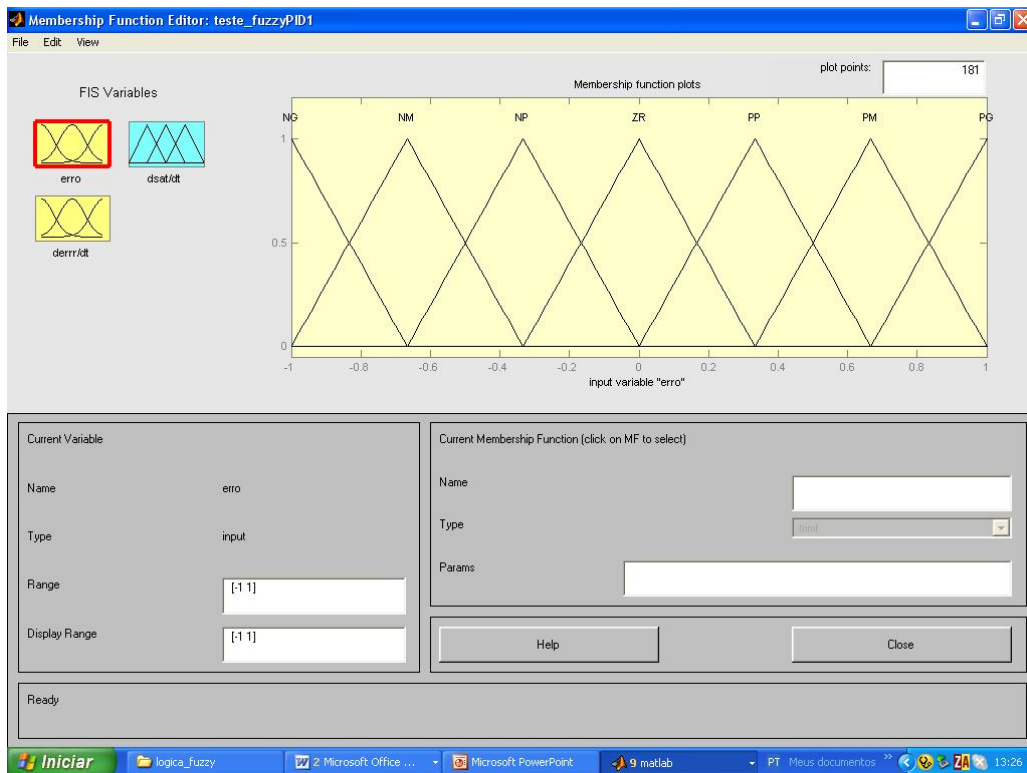 Membership Function Editor: teste_fuzzyPID1
File Edit View
FIS Variables
erro
dsat/dt
derrr/dt
plot points:
181
Membership function plots
NG NM NP ZR PP PM PG
1
0.5
0
-1 -0.8 -0.6 -0.4 -0.2 0 0.2 0.4 0.6 0.8 1
input variable "erro"
Current Variable
Name erro
Type input
Range [-1 1]
Display Range [-1 1]
Current Membership Function (click on MF to select)
Name
Type trimf
Params
Help Close
Ready
Iniciar logica_fuzzy 2 Microsoft Office ... Microsoft PowerPoint 9 matlab PT Meus documentos » ZA 13:26